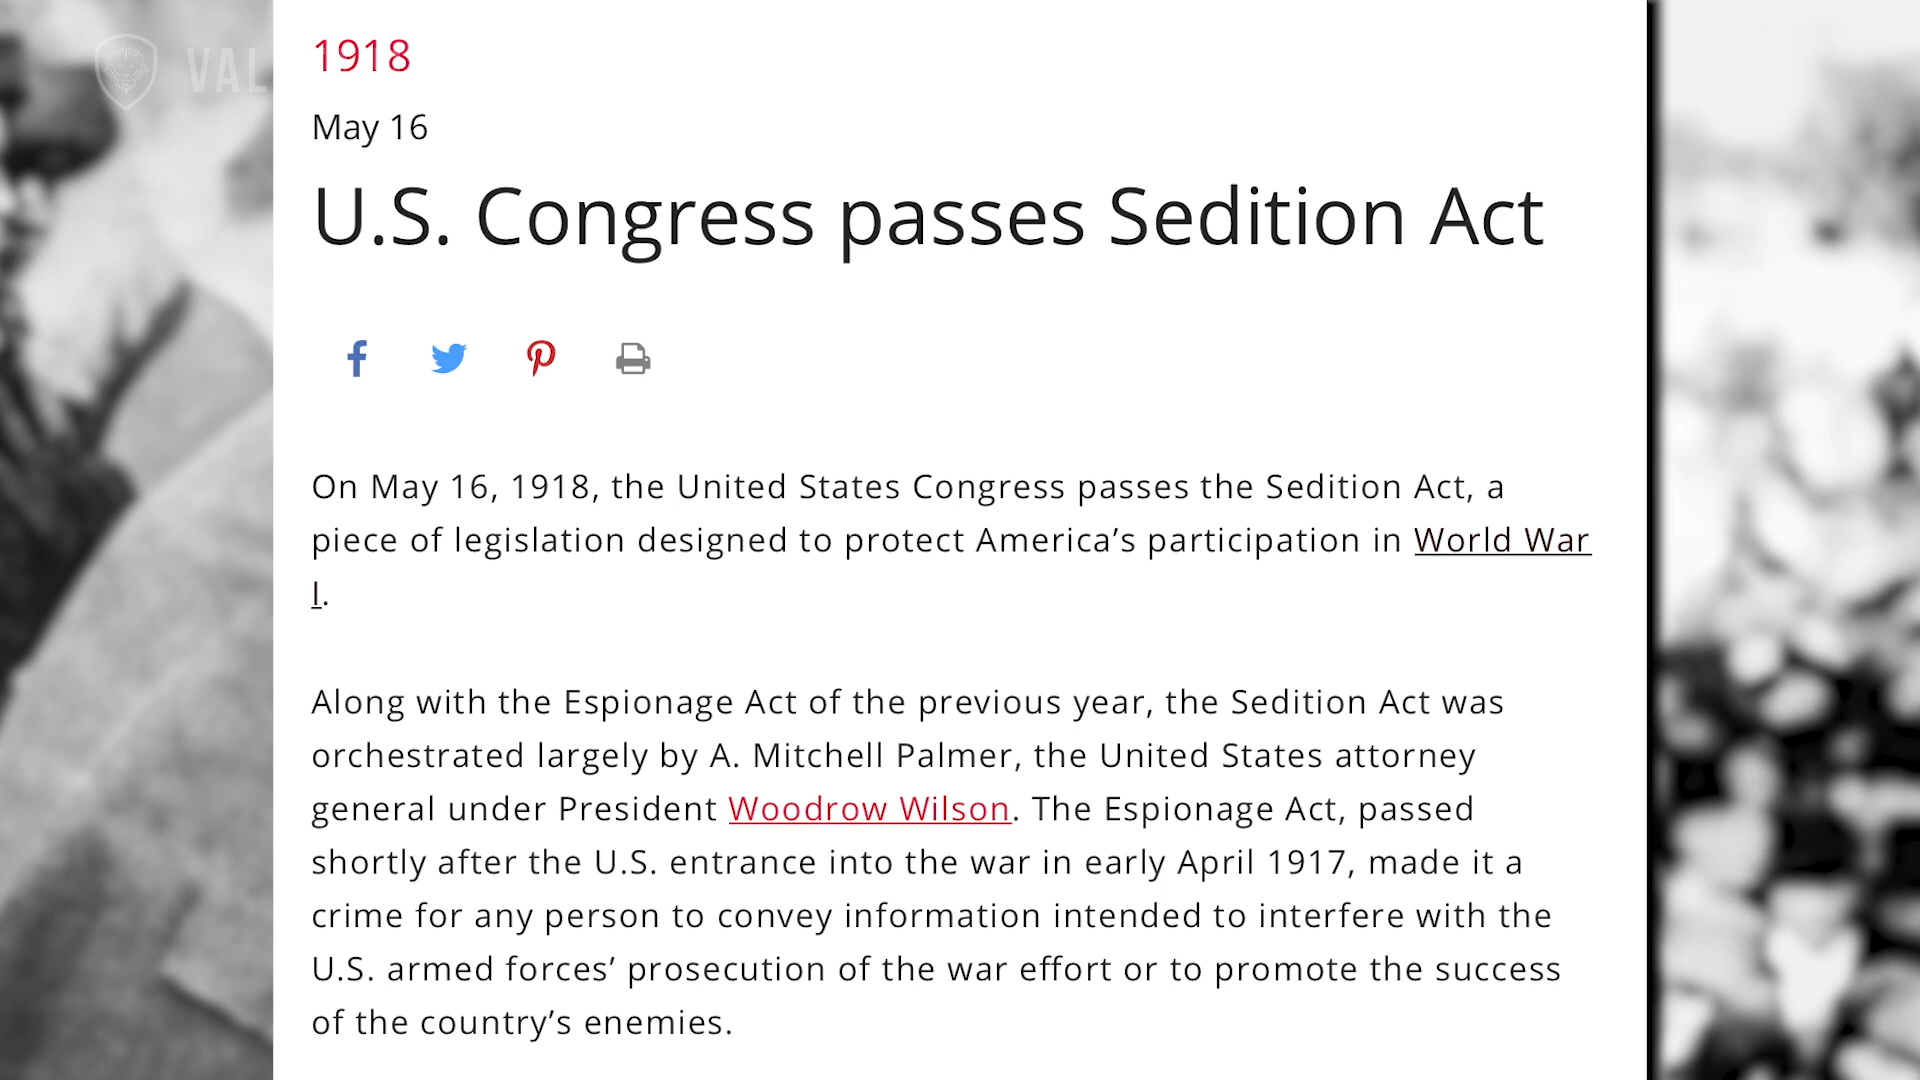 VAL
1918
May 16
U.S. Congress passes Sedition Act
On May 16, 1918, the United States Congress passes the Sedition Act, a
piece of legislation designed to protect America’s participation in World War
I.
Along with the Espionage Act of the previous year, the Sedition Act was
orchestrated largely by A. Mitchell Palmer, the United States attorney
general under President Woodrow Wilson. The Espionage Act, passed
shortly after the U.S. entrance into the war in early April 1917, made it a
crime for any person to convey information intended to interfere with the
U.S. armed forces’ prosecution of the war effort or to promote the success
of the country’s enemies.